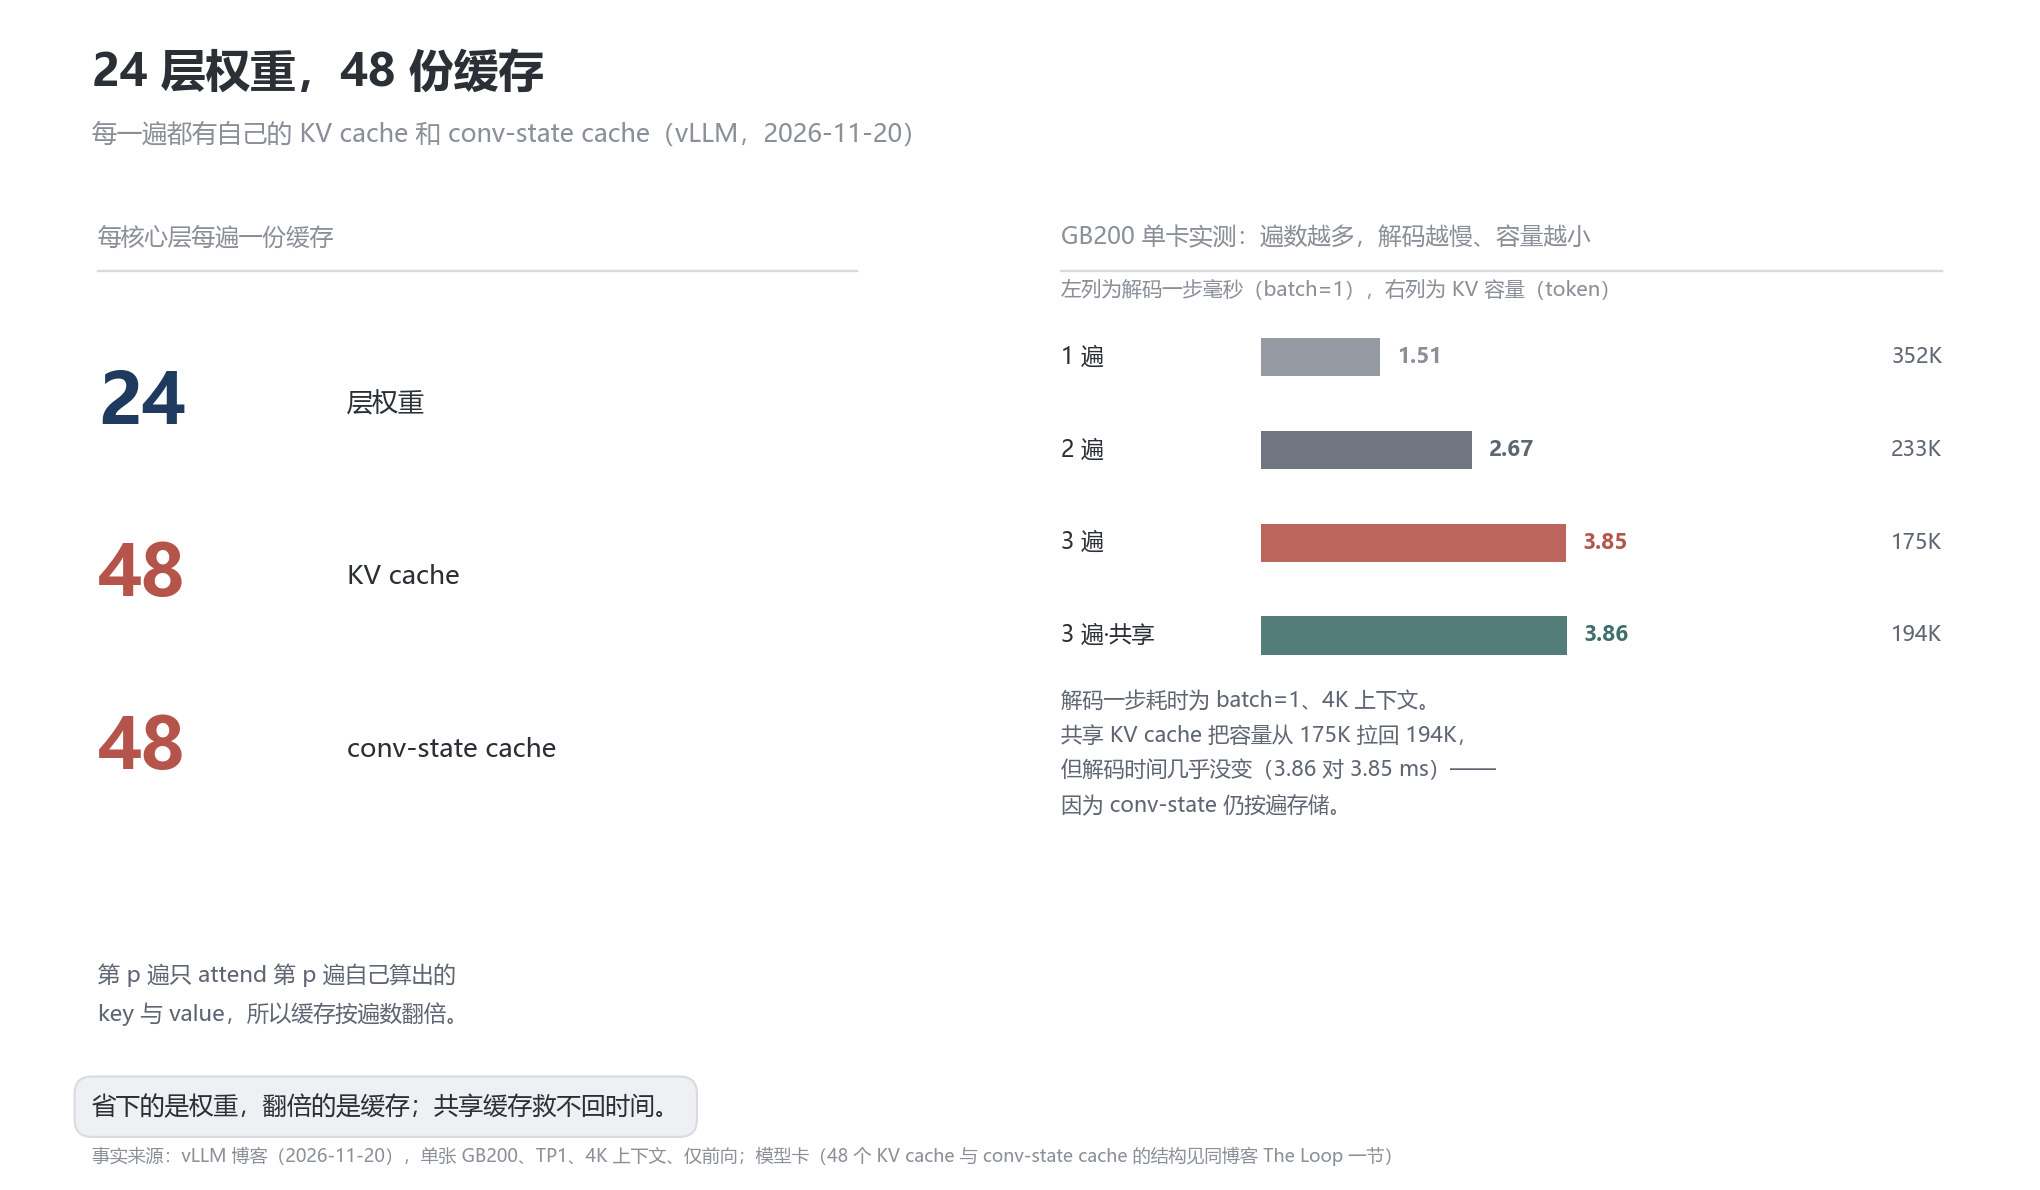 24 层权重，48 份缓存
每一遍都有自己的 KV cache 和 conv-state cache（vLLM，2026-11-20）
每核心层每遍一份缓存
24 层权重
48 KV cache
48 conv-state cache
第 p 遍只 attend 第 p 遍自己算出的
key 与 value，所以缓存按遍数翻倍。
GB200 单卡实测：遍数越多，解码越慢、容量越小
左列为解码一步毫秒（batch=1），右列为 KV 容量（token）
1 遍 1.51 352K
2 遍 2.67 233K
3 遍 3.85 175K
3 遍·共享 3.86 194K
解码一步耗时为 batch=1、4K 上下文。
共享 KV cache 把容量从 175K 拉回 194K，
但解码时间几乎没变（3.86 对 3.85 ms）——
因为 conv-state 仍按遍存储。
省下的是权重，翻倍的是缓存；共享缓存救不回时间。
事实来源：vLLM 博客（2026-11-20），单张 GB200、TP1、4K 上下文、仅前向；模型卡（48 个 KV cache 与 conv-state cache 的结构见同博客 The Loop 一节）